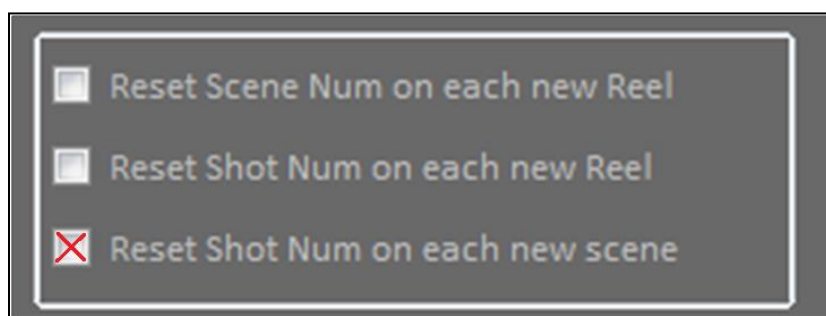 Reset Scene Num on each new Reel
Reset Shot Num on each new Reel
Reset Shot Num on each new scene